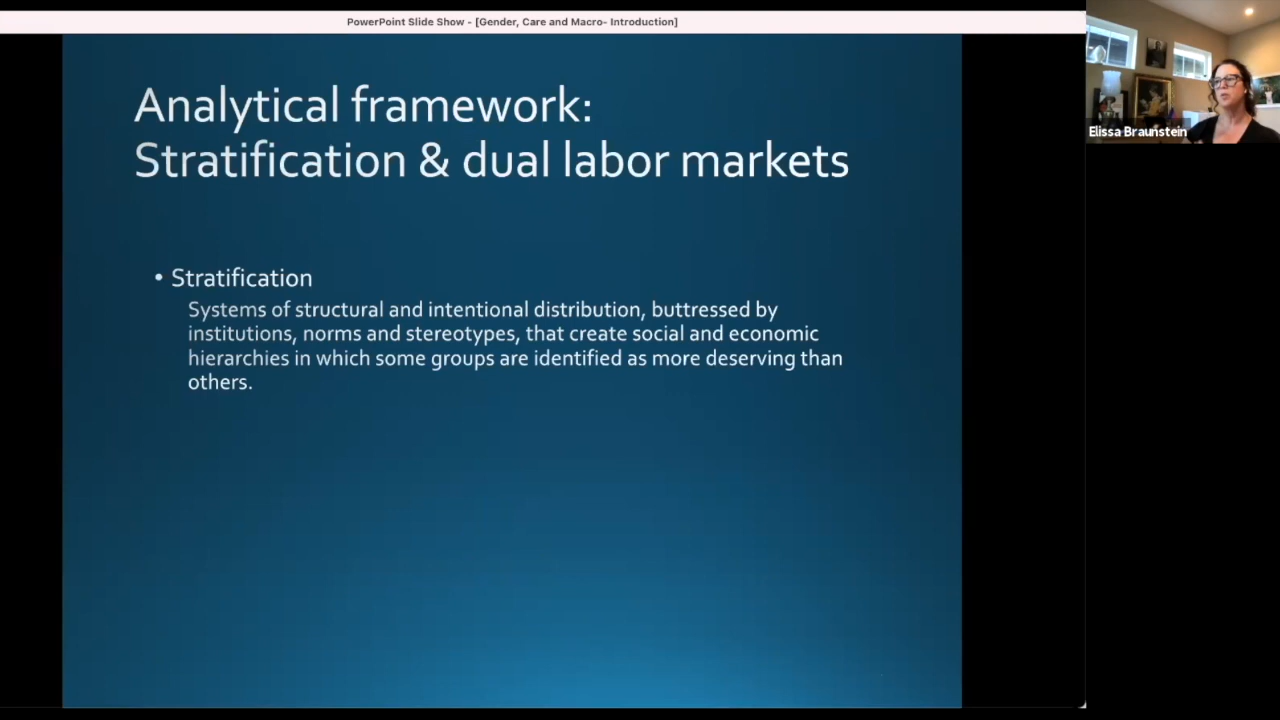 PowerPoint Slide Show - [Gender, Care and Macro- Introduction]
Analytical framework:
Stratification & dual labor markets
• Stratification
Systems of structural and intentional distribution, buttressed by
institutions, norms and stereotypes, that create social and economic
hierarchies in which some groups are identified as more deserving than
others.
Elissa Braunstein